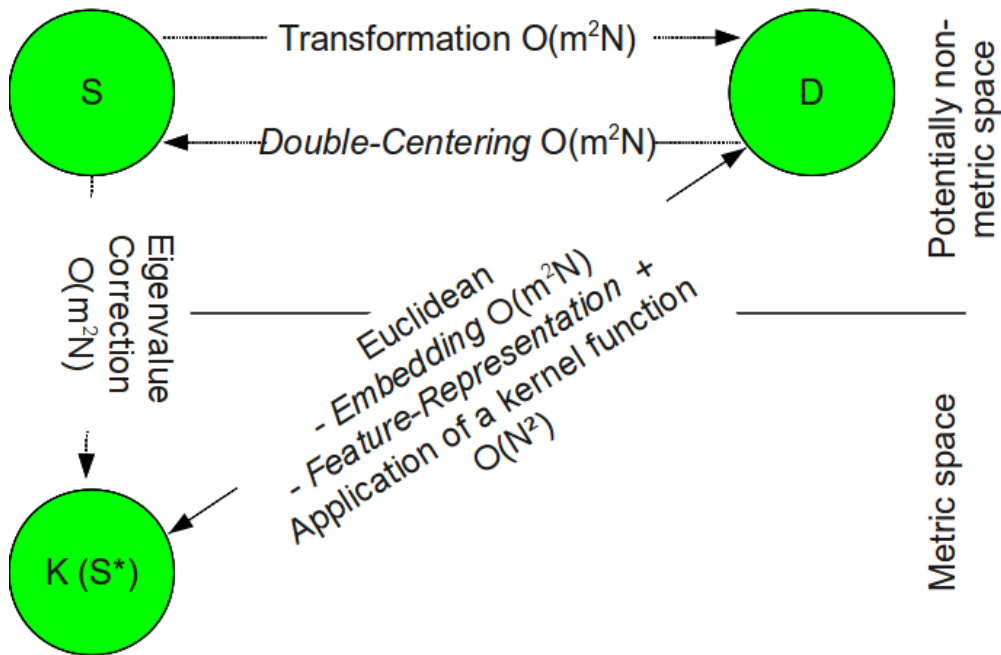 S
Transformation O(m²N)
D
Double-Centering O(m²N)
Potentially non-
metric space
Eigenvalue
Correction
O(m²N)
Euclidean
- Embedding O(m²N)
- Feature-Representation +
Application of a kernel function
O(N²)
Metric space
K (S*)